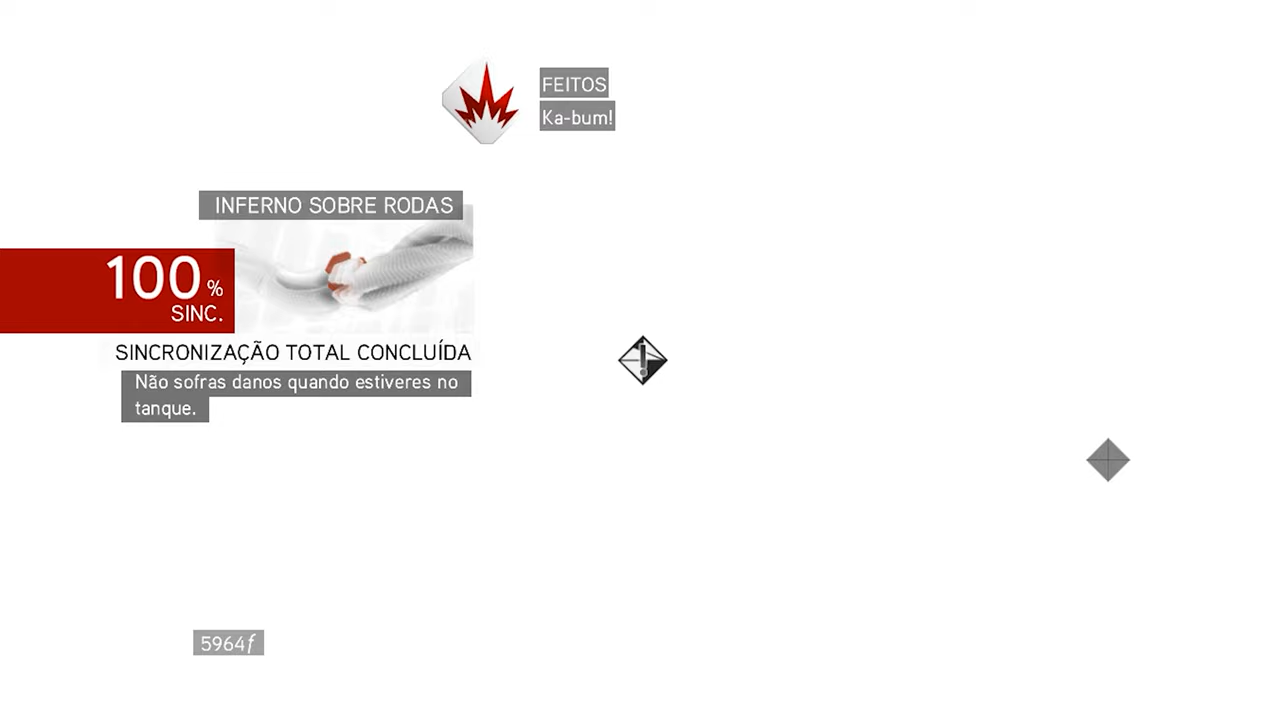 FEITOS
Ka-bum!
INFERNO SOBRE RODAS
100%
SINC.
SINCRONIZAÇÃO TOTAL CONCLUÍDA
Não sofras danos quando estiveres no
tanque.
5964ƒ